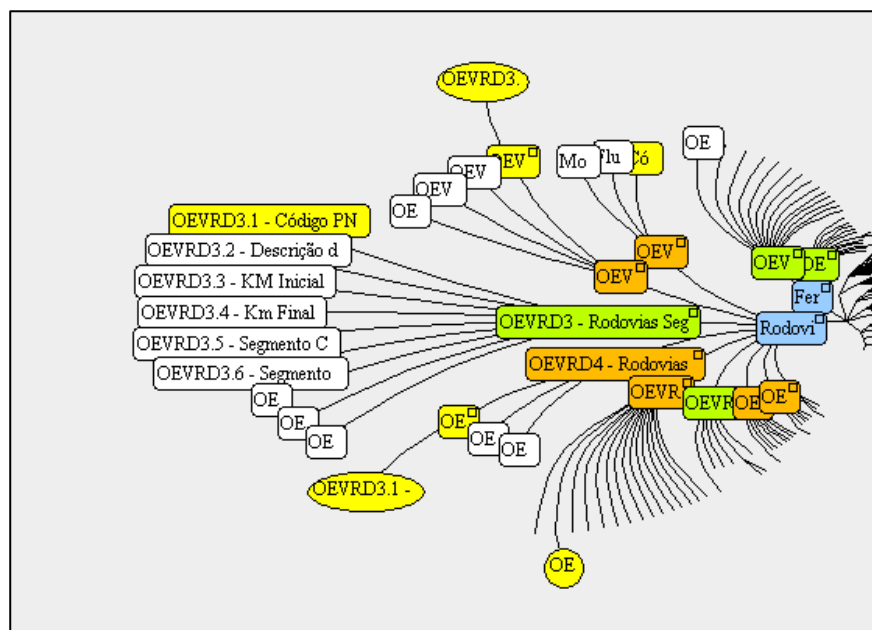 OEVRD3.
OEV
OEV
OEV
OE
Mo
Flu
Có
OE
OEVRD3.1 - Código PN
OEVRD3.2 - Descrição d
OEVRD3.3 - KM Inicial
OEVRD3.4 - Km Final
OEVRD3.5 - Segmento C
OEVRD3.6 - Segmento
OE
OE
OE
OEV
OEV
OEV
OE
Fer
Rodovi
OEVRD3 - Rodovias Seg
OEVRD4 - Rodovias
OEVR
OEVR
OE
OE
OE
OE
OE
OEVRD3.1 -
OE